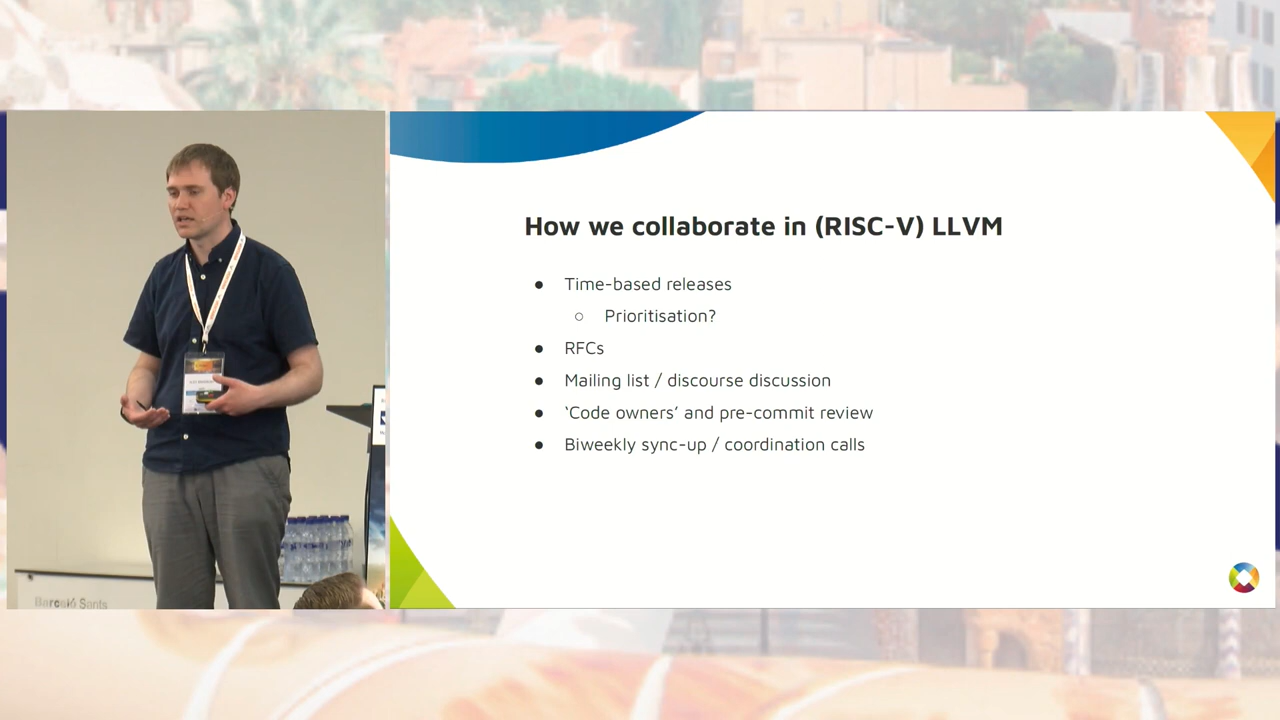 How we collaborate in (RISC-V) LLVM
● Time-based releases
○ Prioritisation?
● RFCs
● Mailing list / discourse discussion
● ‘Code owners’ and pre-commit review
● Biweekly sync-up / coordination calls
Barceló Sants